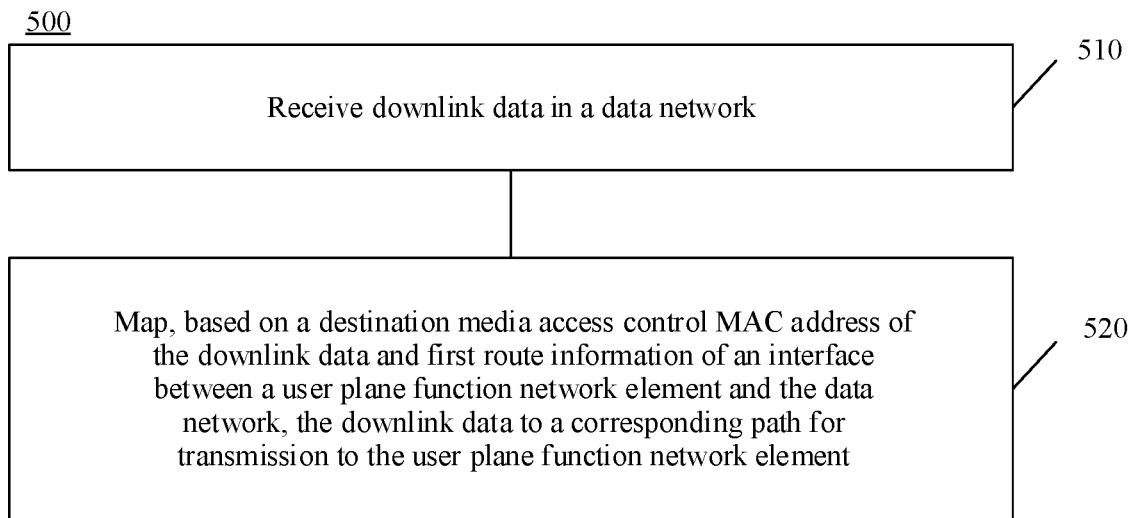 500
510
Receive downlink data in a data network
Map, based on a destination media access control MAC address of
the downlink data and first route information of an interface
between a user plane function network element and the data
network, the downlink data to a corresponding path for
transmission to the user plane function network element
520